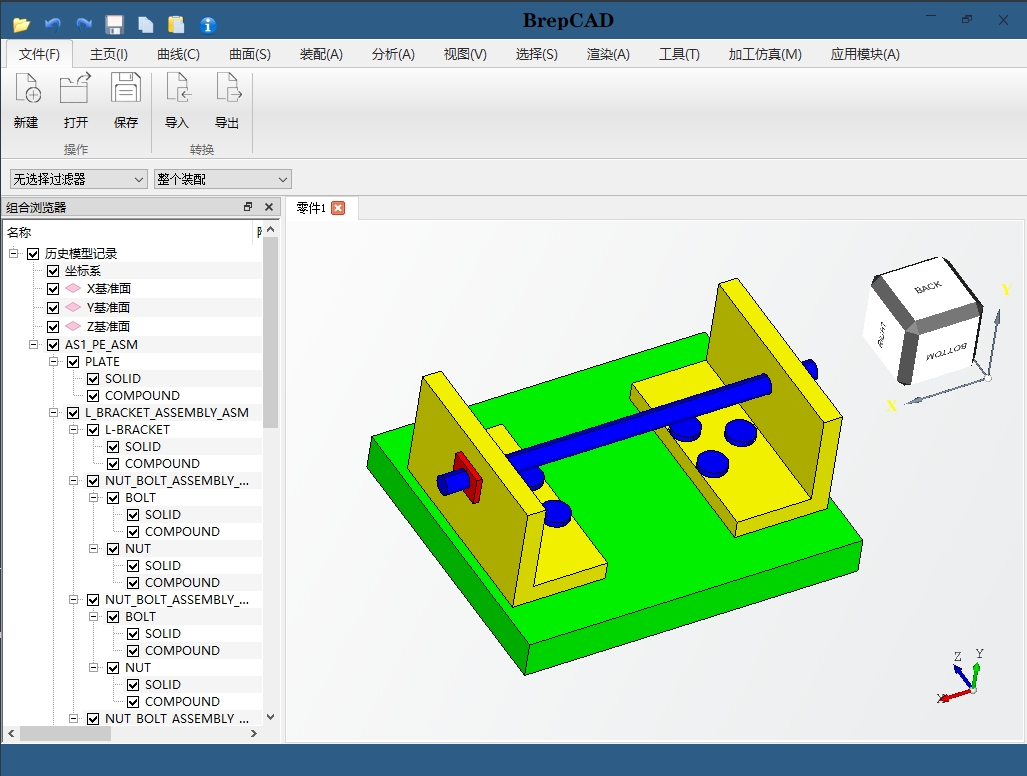 BrepCAD
文件(F) 主页(I) 曲线(C) 曲面(S) 装配(A) 分析(A) 视图(V) 选择(S) 渲染(A) 工具(T) 加工仿真(M) 应用模块(A)
新建 打开 保存 导入 导出
操作 转换
无选择过滤器 整个装配
组合浏览器
零件1
名称
历史模型记录
坐标系
X基准面
Y基准面
Z基准面
AS1_PE_ASM
PLATE
SOLID
COMPOUND
L_BRACKET_ASSEMBLY_ASM
L-BRACKET
SOLID
COMPOUND
NUT_BOLT_ASSEMBLY_...
BOLT
SOLID
COMPOUND
NUT
SOLID
COMPOUND
NUT_BOLT_ASSEMBLY_...
BOLT
SOLID
COMPOUND
NUT
SOLID
COMPOUND
NUT_BOLT_ASSEMBLY_...
BACK
RIGHT
BOTTOM
Y
X
Z Y
X